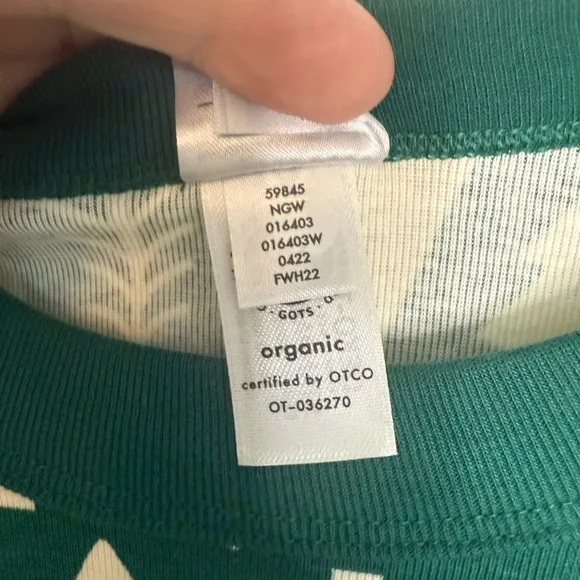 59845
NGW
016403
016403W
0422
FWH22
GOTS
organic
certified by OTCO
OT-036270